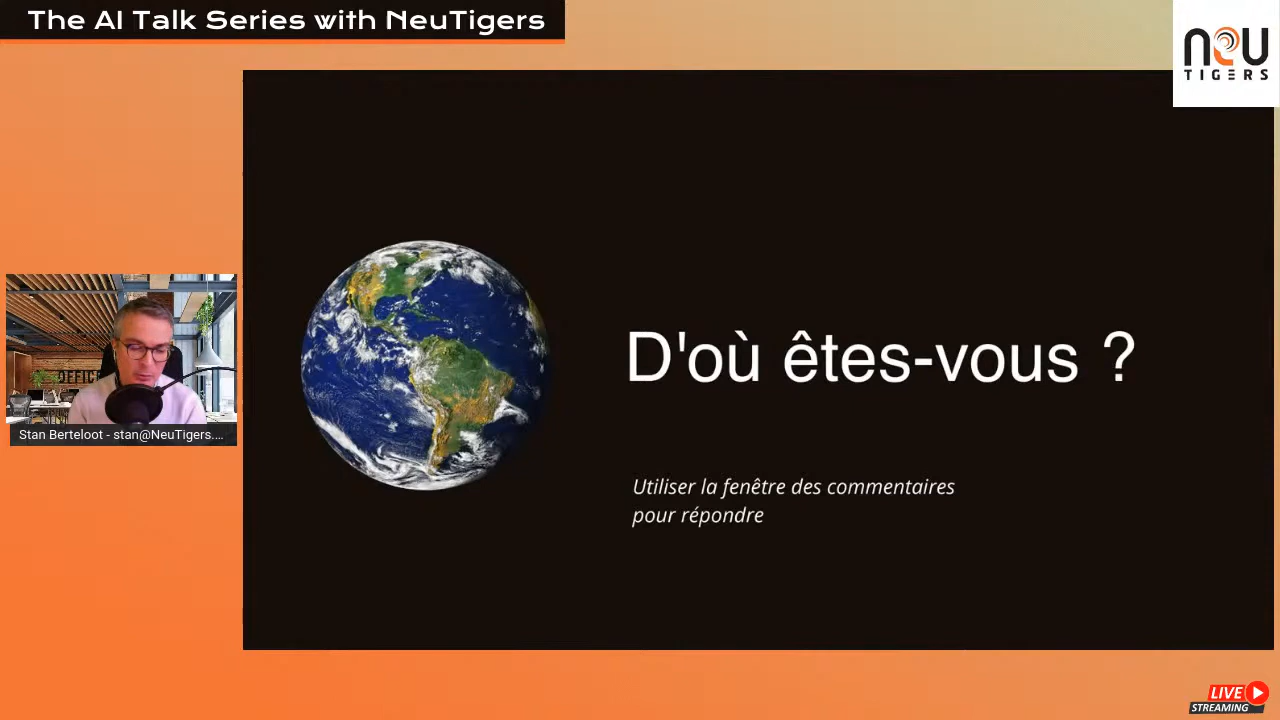 The AI Talk Series with NeuTigers
NEU
TIGERS
D'où êtes-vous ?
OFFIC
Stan Berteloot - stan@NeuTigers....
Utiliser la fenêtre des commentaires
pour répondre
LIVE
STREAMING